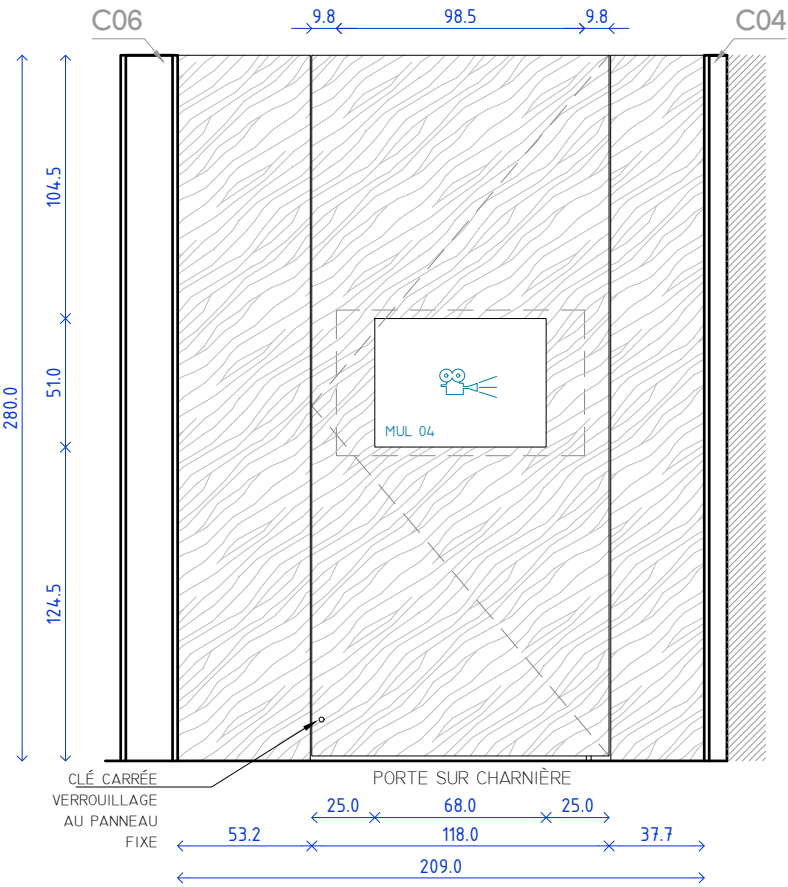 9.8
98.5
9.8
C06
C04
104.5
280.0
51.0
MUL 04
124.5
CLÉ CARRÉE
VERROUILLAGE
AU PANNEAU
FIXE
PORTE SUR CHARNIÈRE
25.0
68.0
25.0
53.2
118.0
37.7
209.0